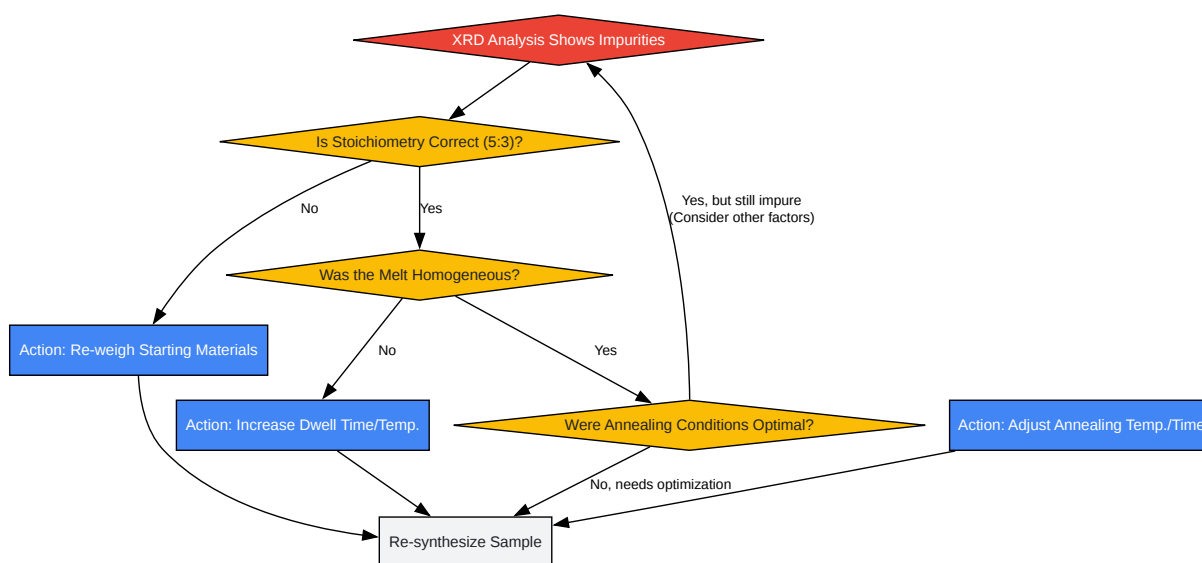 XRD Analysis Shows Impurities
Is Stoichiometry Correct (5:3)?
Yes, but still impure
(Consider other factors)
No
Yes
Was the Melt Homogeneous?
Action: Re-weigh Starting Materials
No
Yes
Action: Increase Dwell Time/Temp.
Were Annealing Conditions Optimal?
Action: Adjust Annealing Temp./Time
No, needs optimization
Re-synthesize Sample